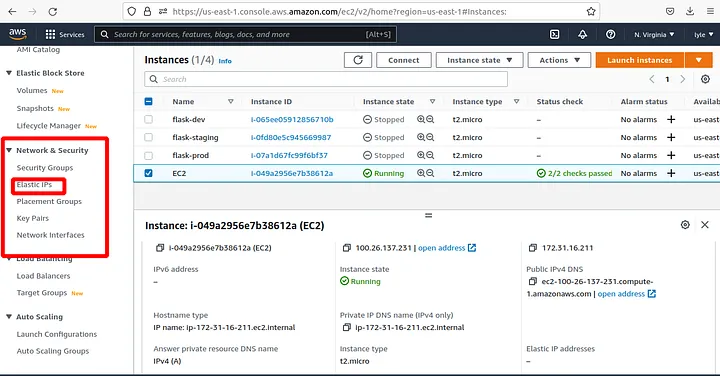 https://us-east-1.console.aws.amazon.com/ec2/v2/home?region=us-east-1#Instances:
aws
Services
Search for services, features, blogs, docs, and more
[Alt+S]
N. Virginia
lyle
AMI Catalog
Elastic Block Store
Volumes New
Snapshots New
Lifecycle Manager New
Network & Security
Security Groups
Elastic IPs
Placement Groups
Key Pairs
Network Interfaces
Load Balancing
Load Balancers
Target Groups New
Auto Scaling
Launch Configurations
Auto Scaling Groups
Instances (1/4) Info
Connect
Instance state
Actions
Launch instances
Search
1
Name Instance ID Instance state Instance type Status check Alarm status Availa
flask-dev i-065ee05912856710b Stopped t2.micro – No alarms + us-east
flask-staging i-0fd80e5c945669987 Stopped t2.micro – No alarms + us-east
flask-prod i-07a1d67fc99f6bf37 Stopped t2.micro – No alarms + us-east
EC2 i-049a2956e7b38612a Running t2.micro 2/2 checks passed No alarms + us-east
Instance: i-049a2956e7b38612a (EC2)
i-049a2956e7b38612a (EC2)
100.26.137.231 | open address
172.31.16.211
IPv6 address
–
Instance state
Running
Public IPv4 DNS
ec2-100-26-137-231.compute-
1.amazonaws.com | open address
Hostname type
IP name: ip-172-31-16-211.ec2.internal
Private IP DNS name (IPv4 only)
ip-172-31-16-211.ec2.internal
Answer private resource DNS name
IPv4 (A)
Instance type
t2.micro
Elastic IP addresses
–